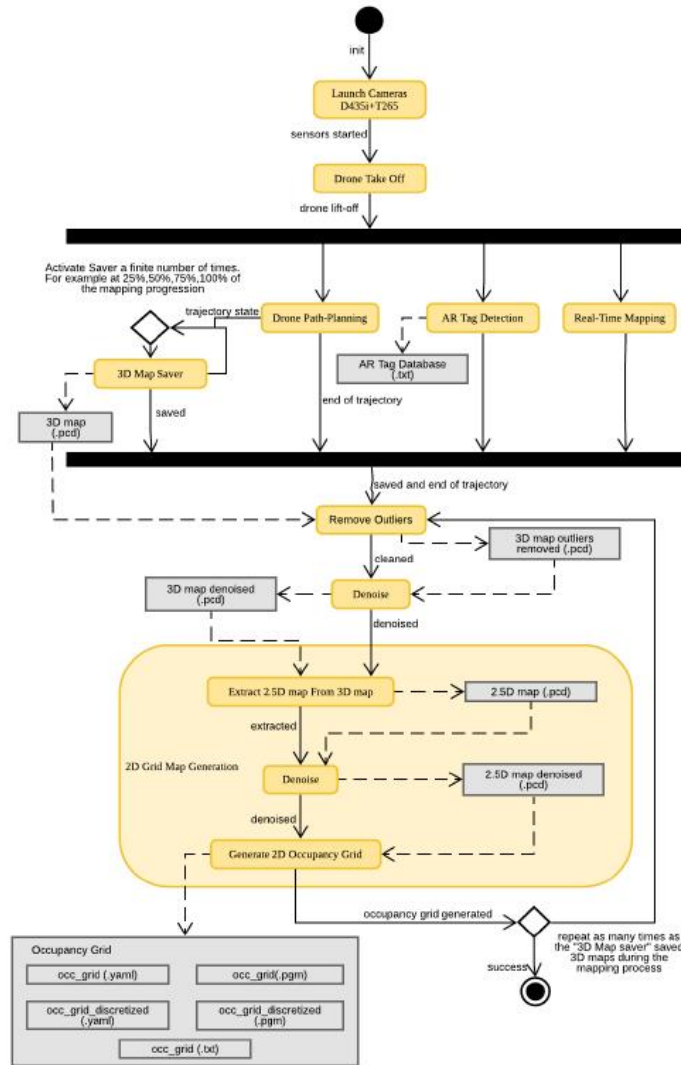 init
Launch Cameras
D435i+T265
sensors started
Drone Take Off
drone lift-off
Activate Saver a finite number of times.
For example at 25%,50%,75%,100% of
the mapping progression
trajectory state
Drone Path-Planning
AR Tag Detection
Real-Time Mapping
3D Map Saver
AR Tag Database
(.txt)
saved
end of trajectory
3D map
(.pcd)
saved and end of trajectory
Remove Outliers
3D map outliers
removed (.pcd)
cleaned
3D map denoised
(.pcd)
Denoise
denoised
Extract 2.5D map From 3D map
2.5D map (.pcd)
extracted
2D Grid Map Generation
Denoise
2.5D map denoised
(.pcd)
denoised
Generate 2D Occupancy Grid
occupancy grid generated
repeat as many times as
the "3D Map saver" saved
3D maps during the
mapping process
success
Occupancy Grid
occ_grid (.yaml)
occ_grid(.pgm)
occ_grid_discretized
(.yaml)
occ_grid_discretized
(.pgm)
occ_grid (.txt)